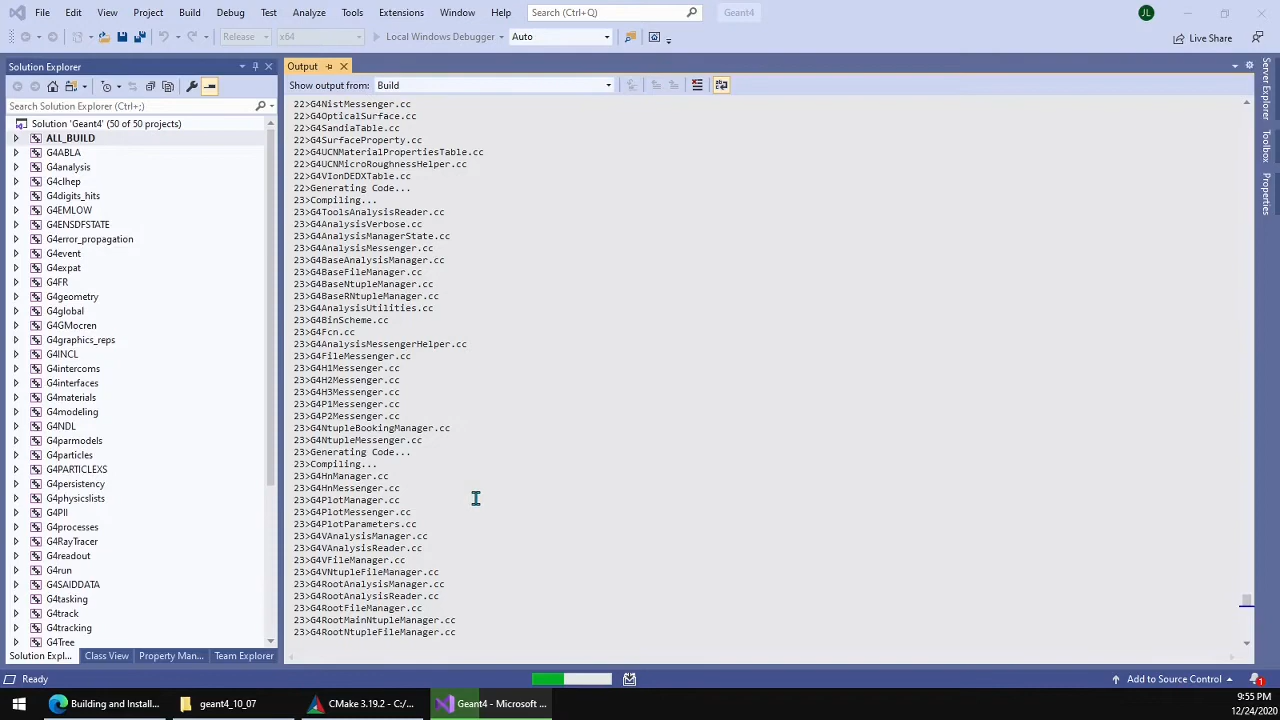 File Edit View Project Build Debug Test Analyze Tools Extensions Window Help Search (Ctrl+Q) Geant4 JL
Release x64 Local Windows Debugger Auto Live Share
Solution Explorer
Search Solution Explorer (Ctrl+;)
Solution 'Geant4' (50 of 50 projects)
ALL_BUILD
G4ABLA
G4analysis
G4clhep
G4digits_hits
G4EMLOW
G4ENSDFSTATE
G4error_propagation
G4event
G4expat
G4FR
G4geometry
G4global
G4GMocren
G4graphics_reps
G4INCL
G4intercoms
G4interfaces
G4materials
G4modeling
G4NDL
G4parmodels
G4particles
G4PARTICLEXS
G4persistency
G4physicslists
G4PII
G4processes
G4RayTracer
G4readout
G4run
G4SAIDDATA
G4tasking
G4track
G4tracking
G4Tree
Solution Expl... Class View Property Man... Team Explorer
Output
Show output from: Build
22>G4NistMessenger.cc
22>G4OpticalSurface.cc
22>G4SandiaTable.cc
22>G4SurfaceProperty.cc
22>G4UCNMaterialPropertiesTable.cc
22>G4UCNMicroRoughnessHelper.cc
22>G4VIonDEDXTable.cc
22>Generating Code...
23>Compiling...
23>G4ToolsAnalysisReader.cc
23>G4AnalysisVerbose.cc
23>G4AnalysisManagerState.cc
23>G4AnalysisMessenger.cc
23>G4BaseAnalysisManager.cc
23>G4BaseFileManager.cc
23>G4BaseNtupleManager.cc
23>G4BaseRNtupleManager.cc
23>G4AnalysisUtilities.cc
23>G4BinScheme.cc
23>G4Fcn.cc
23>G4AnalysisMessengerHelper.cc
23>G4FileMessenger.cc
23>G4H1Messenger.cc
23>G4H2Messenger.cc
23>G4H3Messenger.cc
23>G4P1Messenger.cc
23>G4P2Messenger.cc
23>G4NtupleBookingManager.cc
23>G4NtupleMessenger.cc
23>Generating Code...
23>Compiling...
23>G4HnManager.cc
23>G4HnMessenger.cc
23>G4PlotManager.cc
23>G4PlotMessenger.cc
23>G4PlotParameters.cc
23>G4VAnalysisManager.cc
23>G4VAnalysisReader.cc
23>G4VFileManager.cc
23>G4VNtupleFileManager.cc
23>G4RootAnalysisManager.cc
23>G4RootAnalysisReader.cc
23>G4RootFileManager.cc
23>G4RootMainNtupleManager.cc
23>G4RootNtupleFileManager.cc
Server Explorer
Toolbox
Properties
Ready Add to Source Control 1
Building and Install... geant4_10_07 CMake 3.19.2 - C:/... Geant4 - Microsoft ... 9:55 PM
12/24/2020